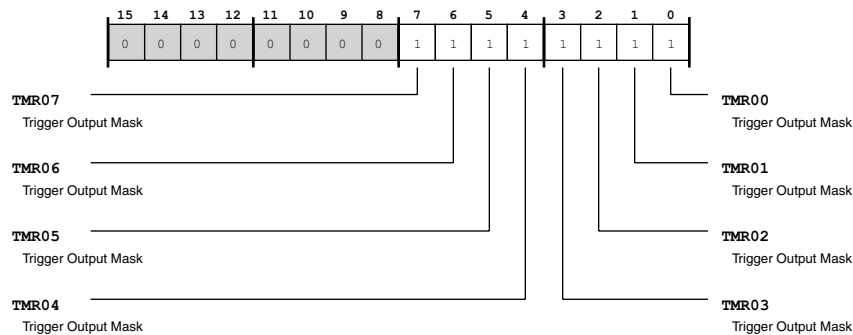 15 14 13 12 11 10 9 8 7 6 5 4 3 2 1 0
0 0 0 0 0 0 0 0 1 1 1 1 1 1 1 1
TMR07 TMR00
Trigger Output Mask Trigger Output Mask
TMR06 TMR01
Trigger Output Mask Trigger Output Mask
TMR05 TMR02
Trigger Output Mask Trigger Output Mask
TMR04 TMR03
Trigger Output Mask Trigger Output Mask